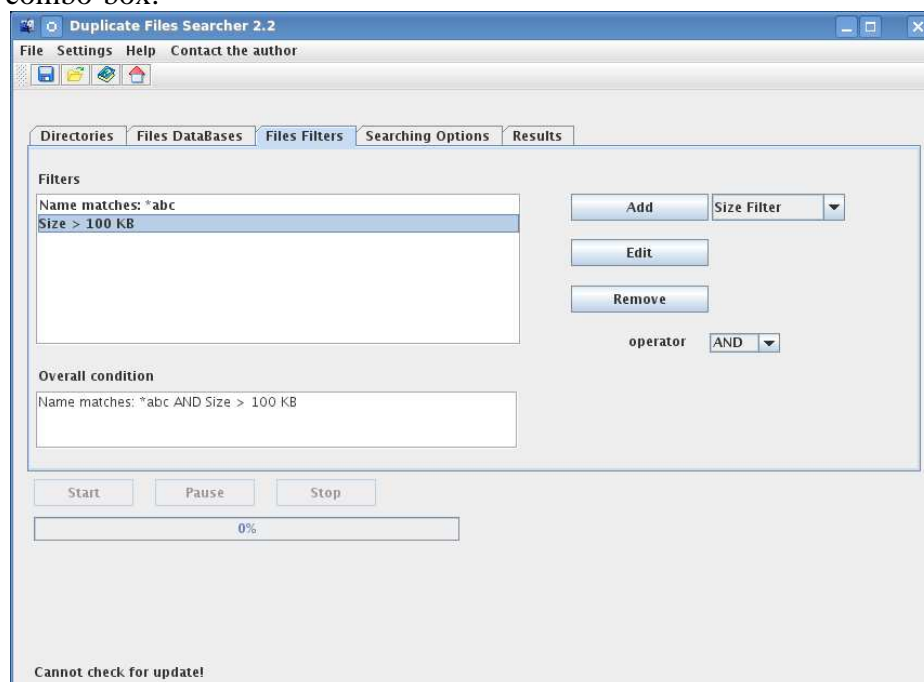 combo-box.
Duplicate Files Searcher 2.2
File Settings Help Contact the author
Directories Files DataBases Files Filters Searching Options Results
Filters
Name matches: *abc
Size > 100 KB
Add Size Filter
Edit
Remove
operator AND
Overall condition
Name matches: *abc AND Size > 100 KB
Start Pause Stop
0%
Cannot check for update!